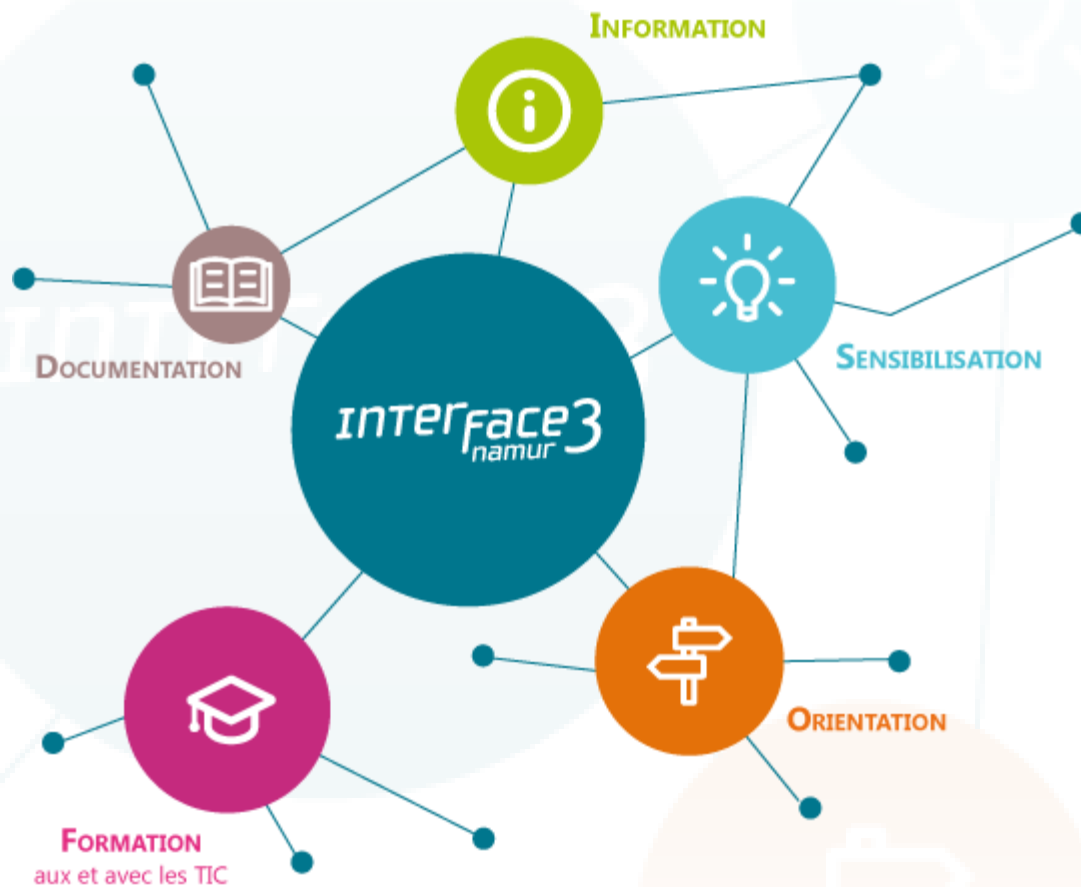 INFORMATION
DOCUMENTATION
SENSIBILISATION
INTerface3
namur
ORIENTATION
FORMATION
aux et avec les TIC